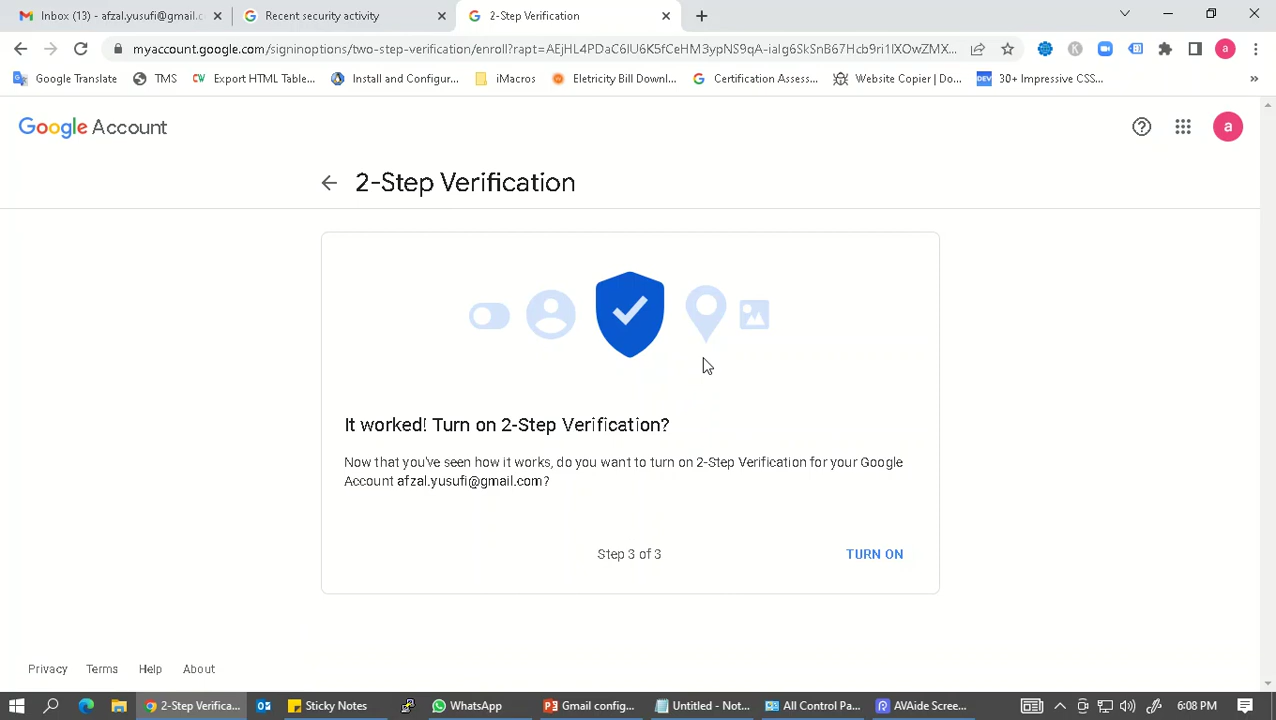 Inbox (13) - afzal.yusufi@gmail.c
Recent security activity
2-Step Verification
myaccount.google.com/signinoptions/two-step-verification/enroll?rapt=
Google Translate
TMS
Export HTML Table...
Install and Configur...
iMacros
Eletricity Bill Downl...
Certification Assess...
Website Copier | Do...
DEV
30+ Impressive CSS...
»
a
Google Account
a
2-Step Verification
It worked! Turn on 2-Step Verification?
Now that you've seen how it works, do you want to turn on 2-Step Verification for your Google
Account afzal.yusufi@gmail.com?
Step 3 of 3
TURN ON
Privacy
Terms
Help
About
2-Step Verifica...
Sticky Notes
WhatsApp
Gmail config...
Untitled - Not...
All Control Pa...
AVAide Scree...
6:08 PM